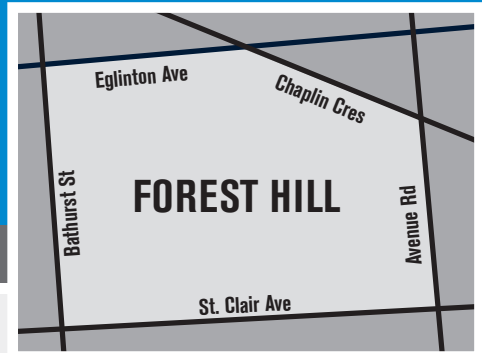 Eglinton Ave
Chaplin Cres
Bathurst St
FOREST HILL
Avenue Rd
St. Clair Ave